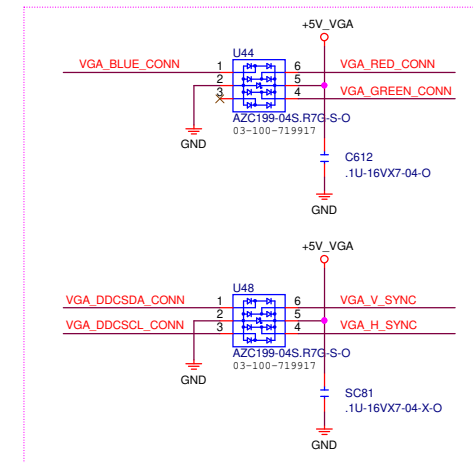 +5V_VGA
U44
VGA_BLUE_CONN 1 6 VGA_RED_CONN
2 5
3 4 VGA_GREEN_CONN
AZC199-04S.R7G-S-O
03-100-719917
GND
C612
.1U-16VX7-04-O
GND
+5V_VGA
U48
VGA_DDCSDA_CONN 1 6 VGA_V_SYNC
2 5
VGA_DDCSCL_CONN 3 4 VGA_H_SYNC
AZC199-04S.R7G-S-O
03-100-719917
GND
SC81
.1U-16VX7-04-X-O
GND